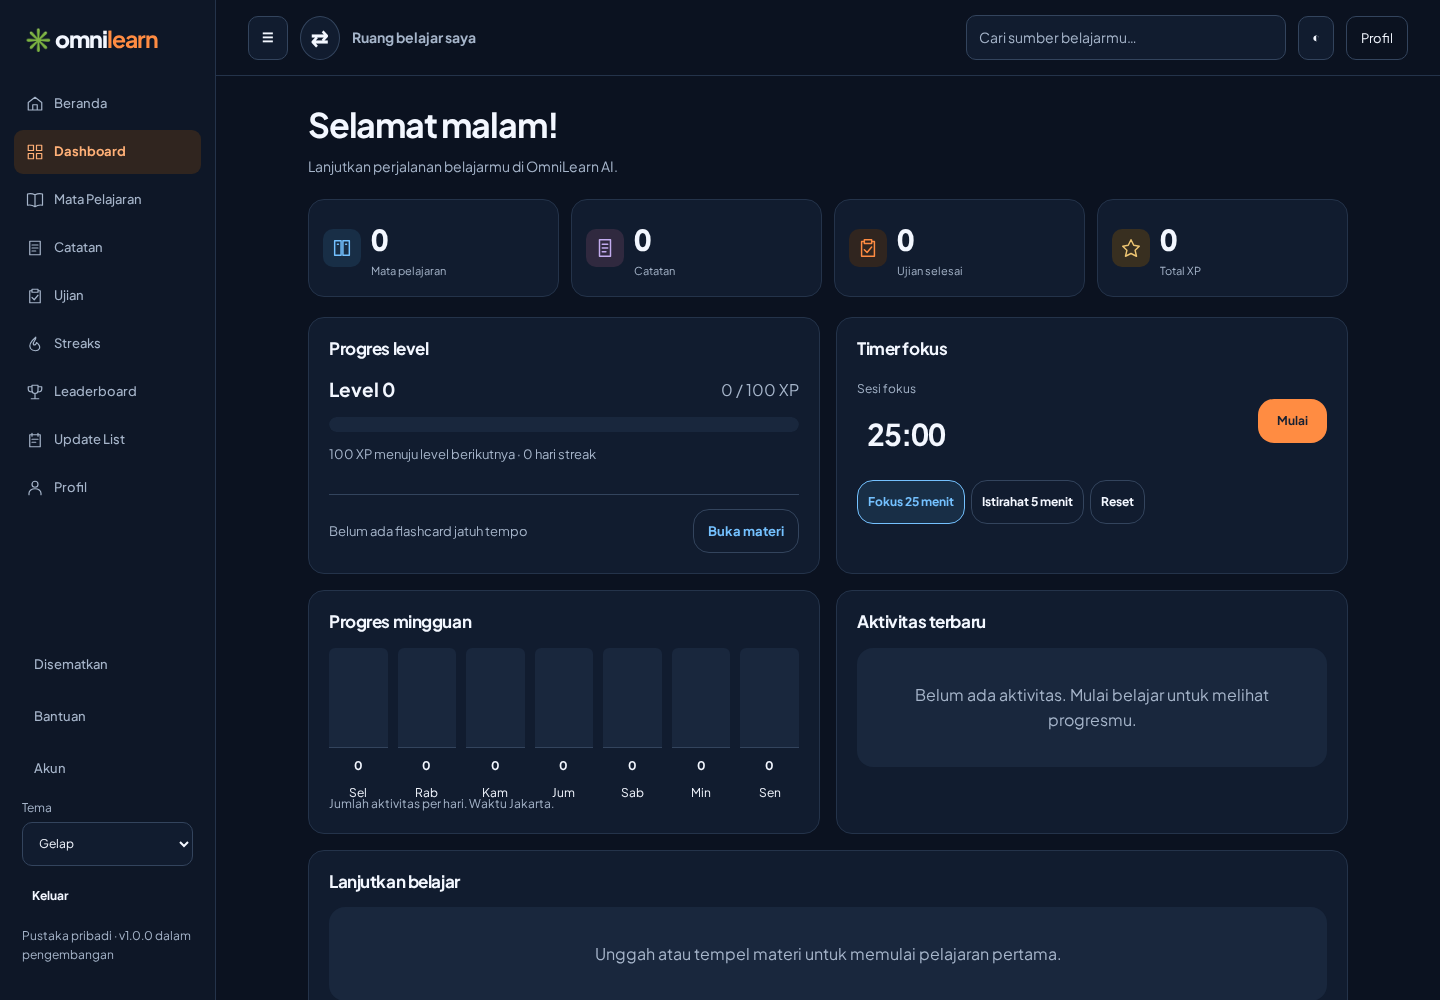 omnilearn
Beranda
Dashboard
Mata Pelajaran
Catatan
Ujian
Streaks
Leaderboard
Update List
Profil
Disematkan
Bantuan
Akun
Tema
Gelap
Keluar
Pustaka pribadi · v1.0.0 dalam
pengembangan
Ruang belajar saya
Cari sumber belajarmu...
Profil
Selamat malam!
Lanjutkan perjalanan belajarmu di OmniLearn AI.
0
Mata pelajaran
0
Catatan
0
Ujian selesai
0
Total XP
Progres level
Level 0
0 / 100 XP
100 XP menuju level berikutnya · 0 hari streak
Belum ada flashcard jatuh tempo
Buka materi
Timer fokus
Sesi fokus
25:00
Mulai
Fokus 25 menit
Istirahat 5 menit
Reset
Progres mingguan
0 0 0 0 0 0 0
Sel Rab Kam Jum Sab Min Sen
Jumlah aktivitas per hari. Waktu Jakarta.
Aktivitas terbaru
Belum ada aktivitas. Mulai belajar untuk melihat
progresmu.
Lanjutkan belajar
Unggah atau tempel materi untuk memulai pelajaran pertama.